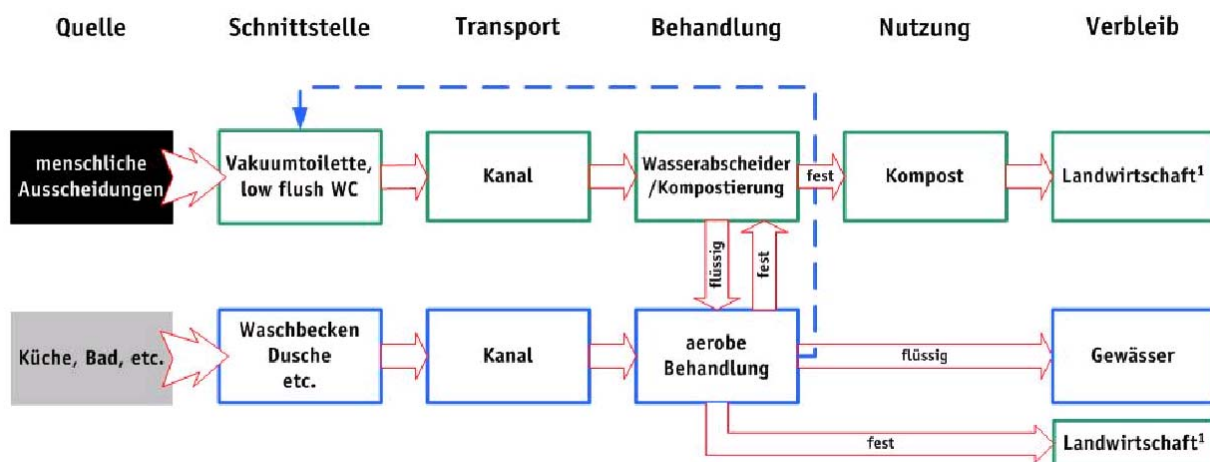 Quelle Schnittstelle Transport Behandlung Nutzung Verbleib
menschliche
Ausscheidungen
Vakuumtoilette,
low flush WC
Kanal
Wasserabscheider
/Kompostierung
fest
Kompost
Landwirtschaft¹
flüssig
fest
Küche, Bad, etc.
Waschbecken
Dusche
etc.
Kanal
aerobe
Behandlung
flüssig
Gewässer
fest
Landwirtschaft¹